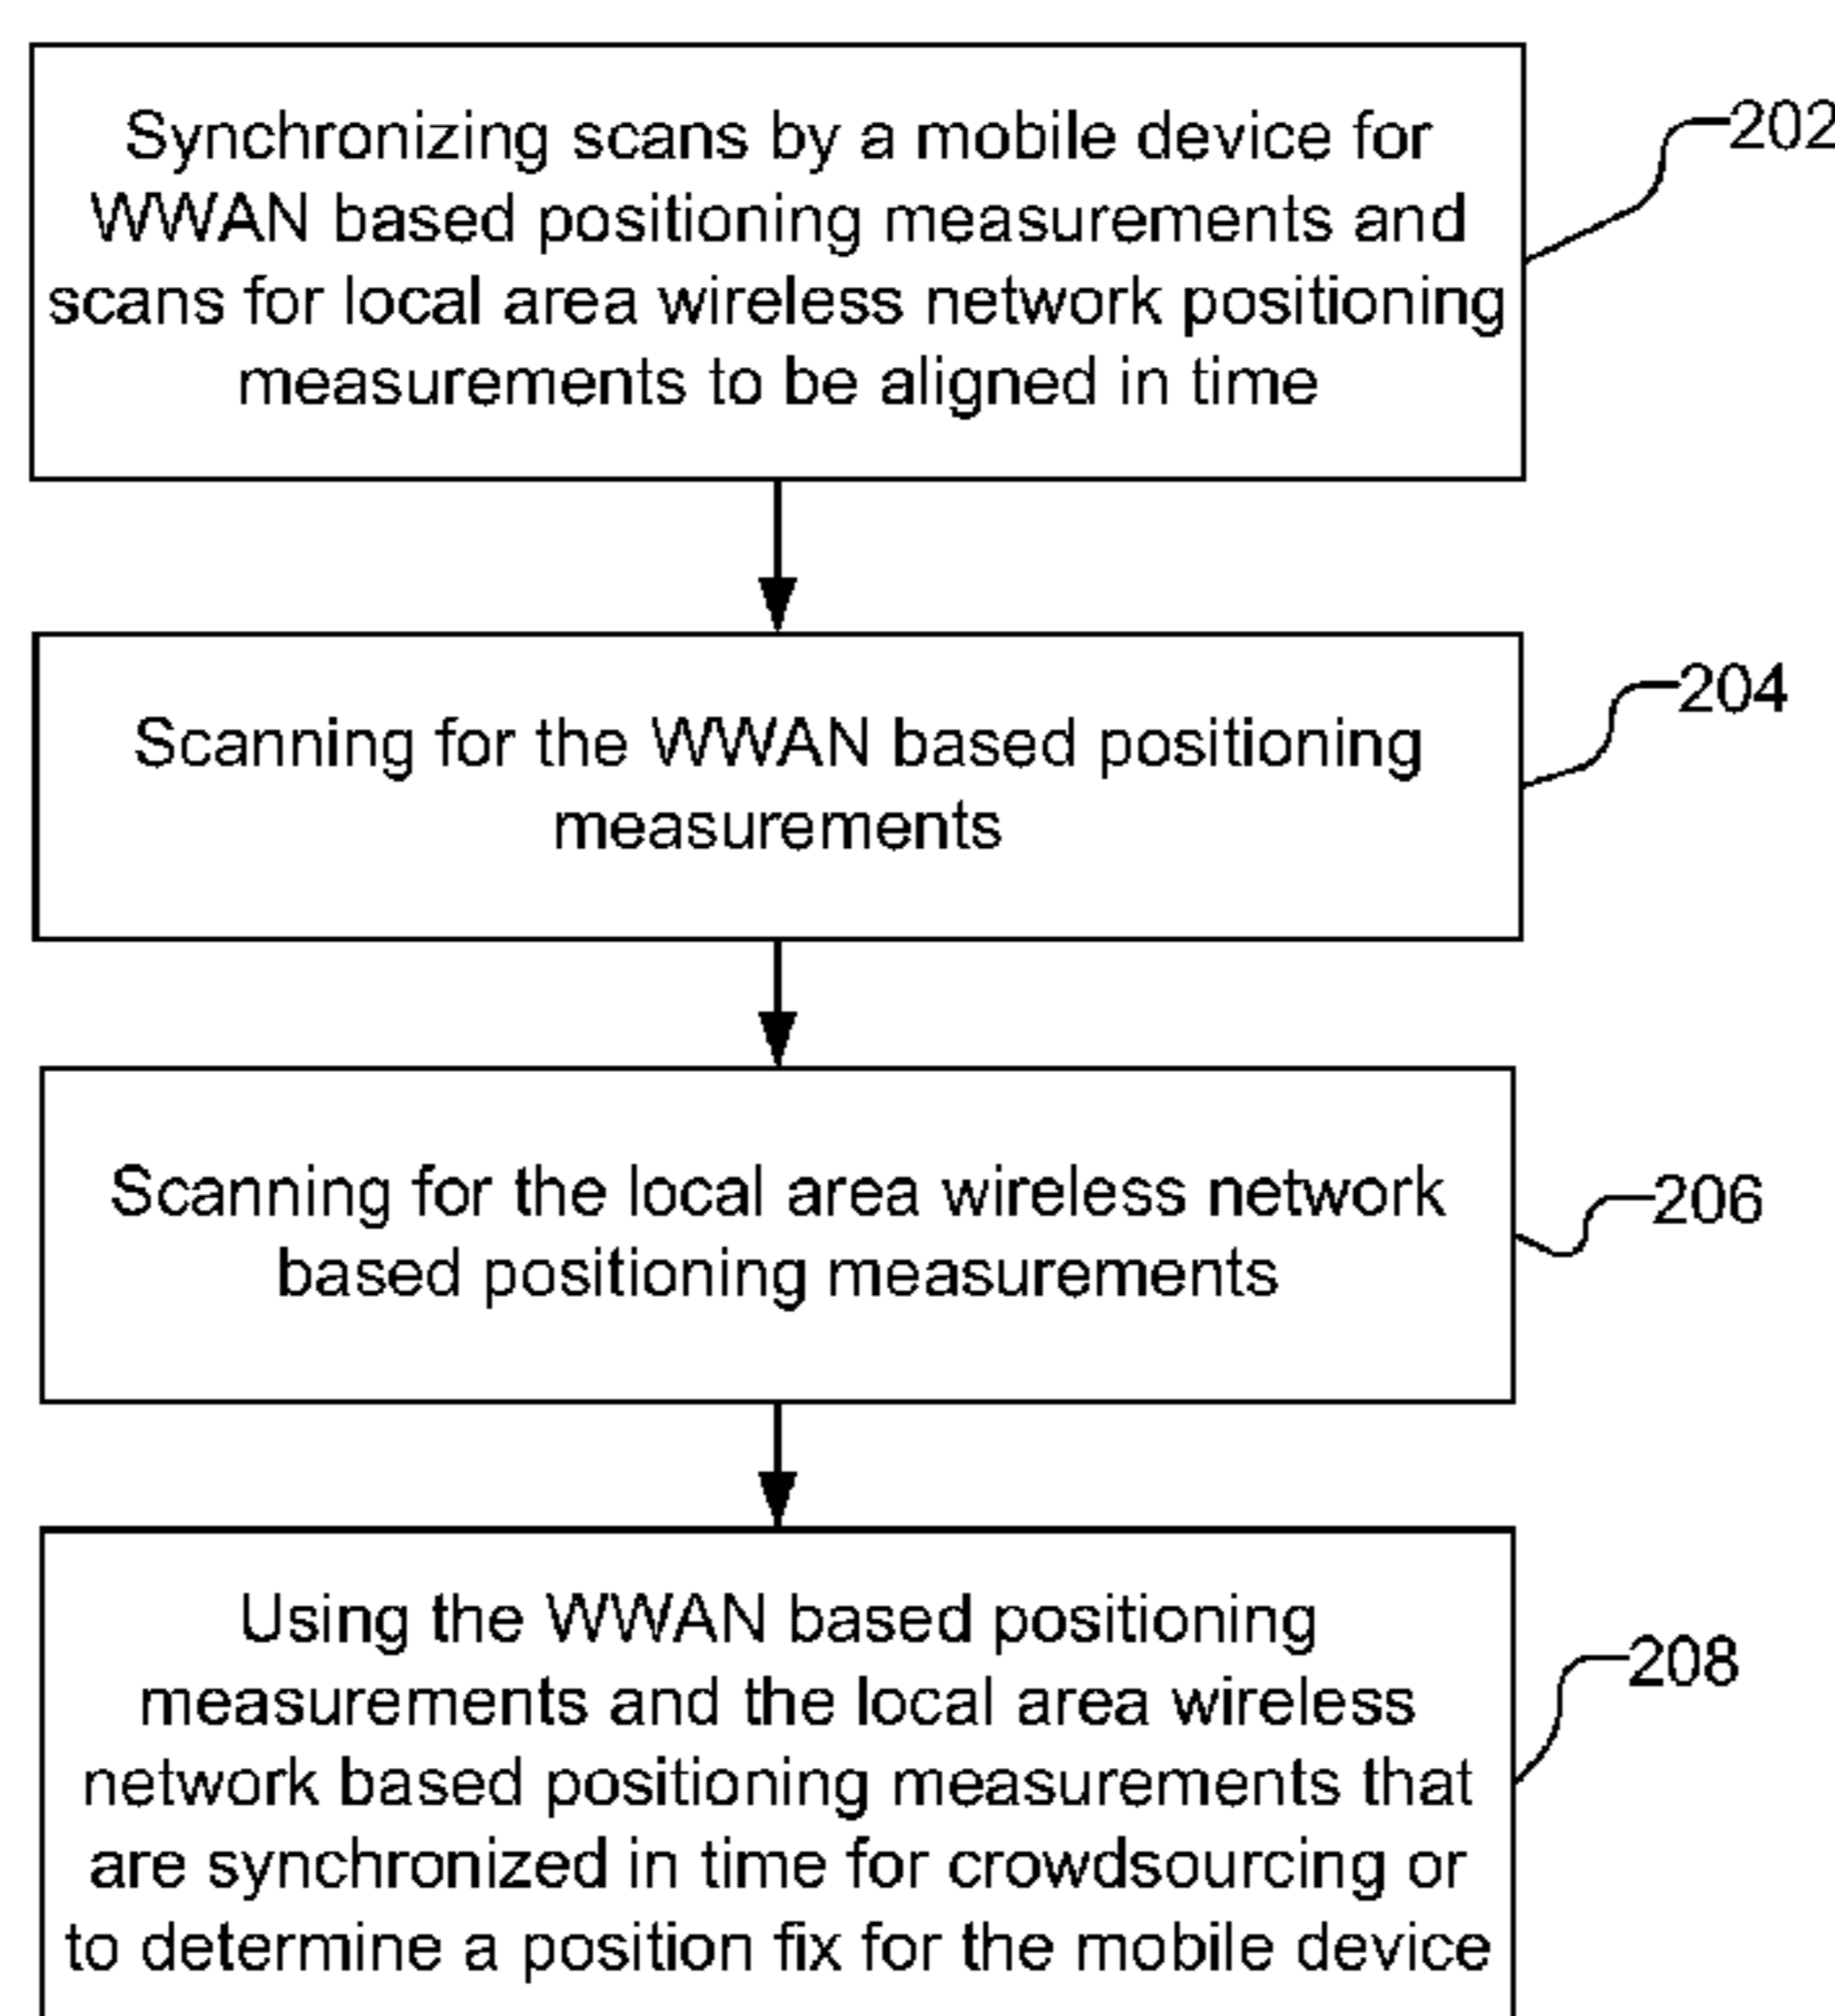 Synchronizing scans by a mobile device for
WWAN based positioning measurements and
scans for local area wireless network positioning
measurements to be aligned in time
202
Scanning for the WWAN based positioning
measurements
204
Scanning for the local area wireless network
based positioning measurements
206
Using the WWAN based positioning
measurements and the local area wireless
network based positioning measurements that
are synchronized in time for crowdsourcing or
to determine a position fix for the mobile device
208